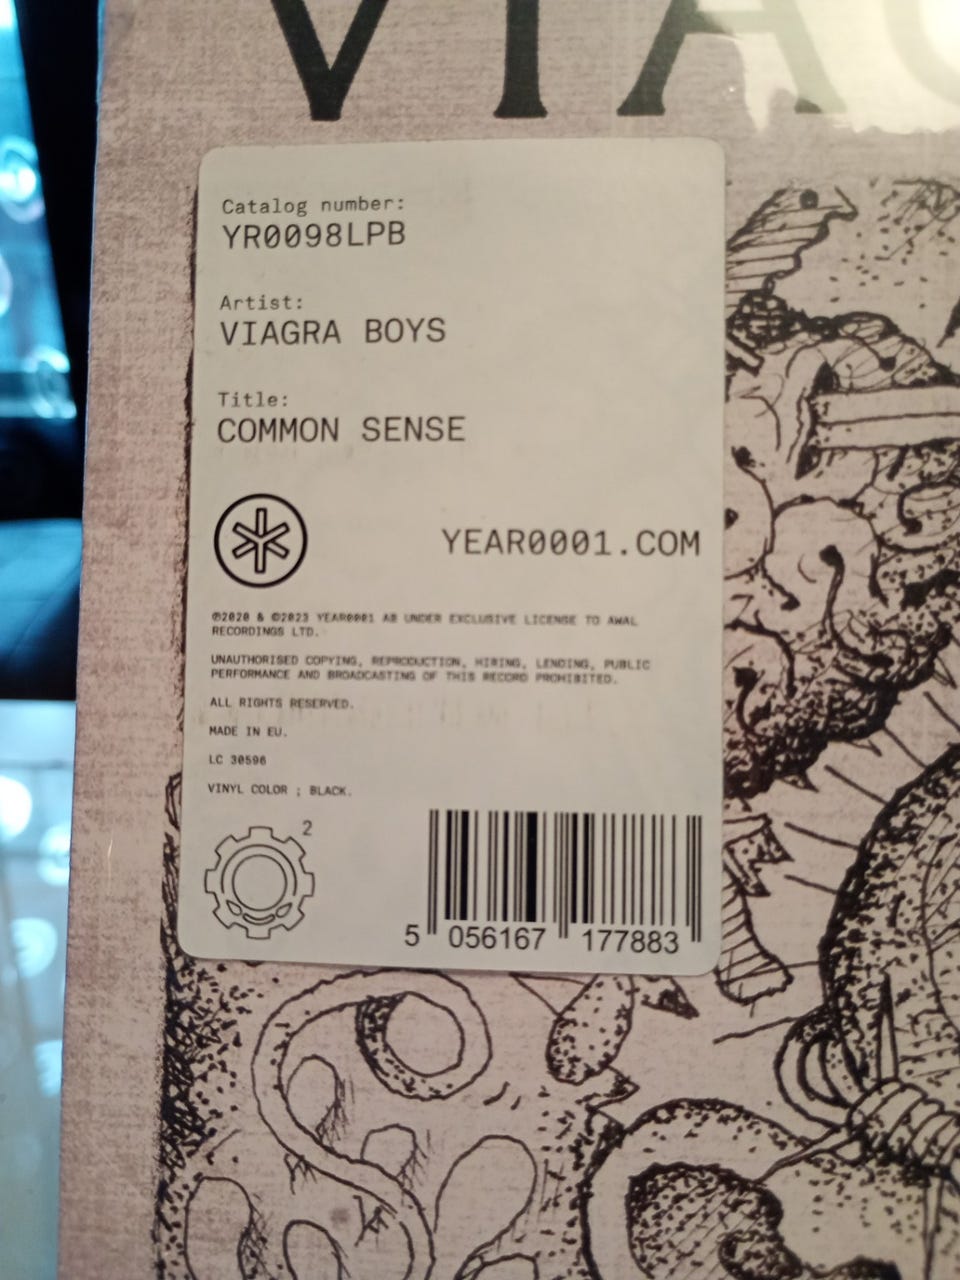 VIAG
Catalog number:
YR0098LPB
Artist:
VIAGRA BOYS
Title:
COMMON SENSE
YEAR0001.COM
℗2020 & ©2023 YEAR0001 AB UNDER EXCLUSIVE LICENSE TO AWAL
RECORDINGS LTD.
UNAUTHORISED COPYING, REPRODUCTION, HIRING, LENDING, PUBLIC
PERFORMANCE AND BROADCASTING OF THIS RECORD PROHIBITED.
ALL RIGHTS RESERVED.
MADE IN EU.
LC 30596
VINYL COLOR ; BLACK.
2
5 056167 177883